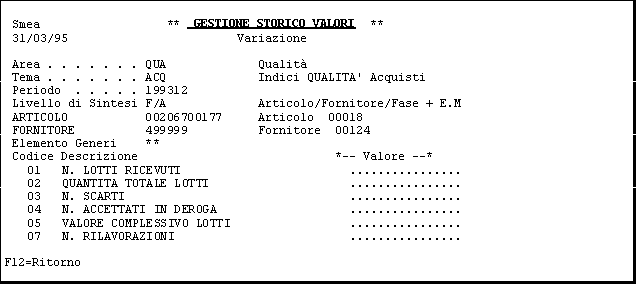 Smea ** GESTIONE STORICO VALORI **
31/03/95 Variazione
Area . . . . . . . QUA Qualità
Tema . . . . . . . ACQ Indici QUALITA' Acquisti
Periodo . . . . . 199312
Livello di Sintesi F/A Articolo/Fornitore/Fase + E.M
ARTICOLO 00206700177 Articolo 00018
FORNITORE 499999 Fornitore 00124
Elemento Generi **
Codice Descrizione *-- Valore --*
01 N. LOTTI RICEVUTI ...............
02 QUANTITA TOTALE LOTTI ...............
03 N. SCARTI ...............
04 N. ACCETTATI IN DEROGA ...............
05 VALORE COMPLESSIVO LOTTI ...............
07 N. RILAVORAZIONI ...............
F12=Ritorno